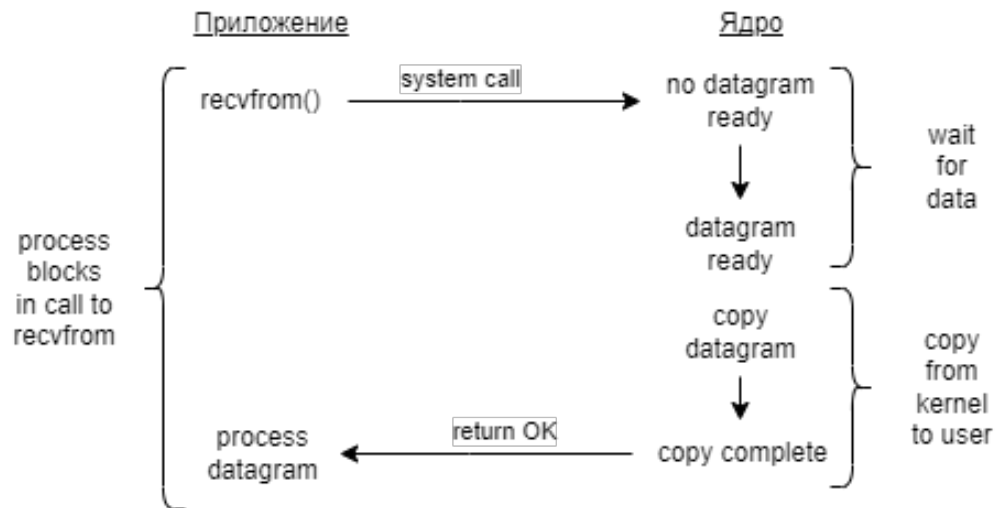 Приложение
Ядро
recvfrom()
system call
no datagram
ready
wait
for
data
datagram
ready
process
blocks
in call to
recvfrom
copy
datagram
copy
from
kernel
to user
process
datagram
return OK
copy complete